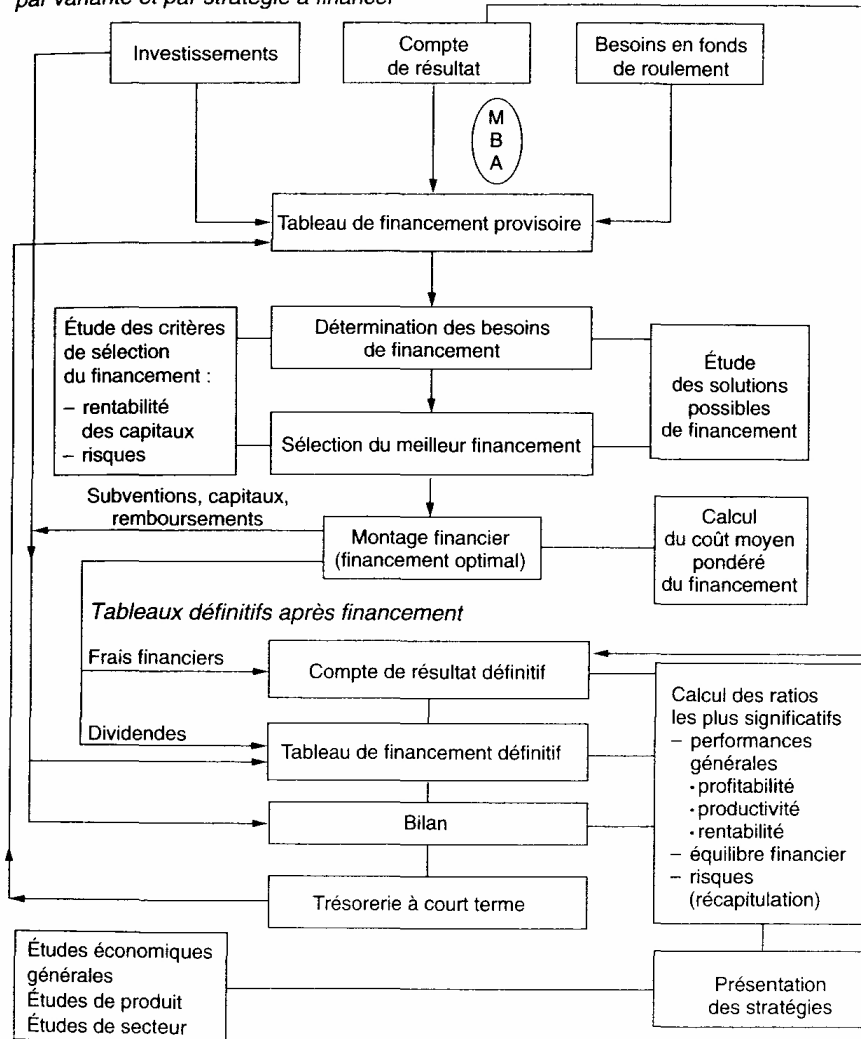 par variante et par stratégie à financer
Investissements
Compte
de résultat
Besoins en fonds
de roulement
M
B
A
Tableau de financement provisoire
Étude des critères
de sélection
du financement :
– rentabilité
des capitaux
– risques
Détermination des besoins
de financement
Étude
des solutions
possibles
de financement
Sélection du meilleur financement
Subventions, capitaux,
remboursements
Montage financier
(financement optimal)
Calcul
du coût moyen
pondéré
du financement
Tableaux définitifs après financement
Frais financiers
Compte de résultat définitif
Calcul des ratios
les plus significatifs
– performances
générales
· profitabilité
· productivité
· rentabilité
– équilibre financier
– risques
(récapitulation)
Dividendes
Tableau de financement définitif
Bilan
Trésorerie à court terme
Études économiques
générales
Études de produit
Études de secteur
Présentation
des stratégies